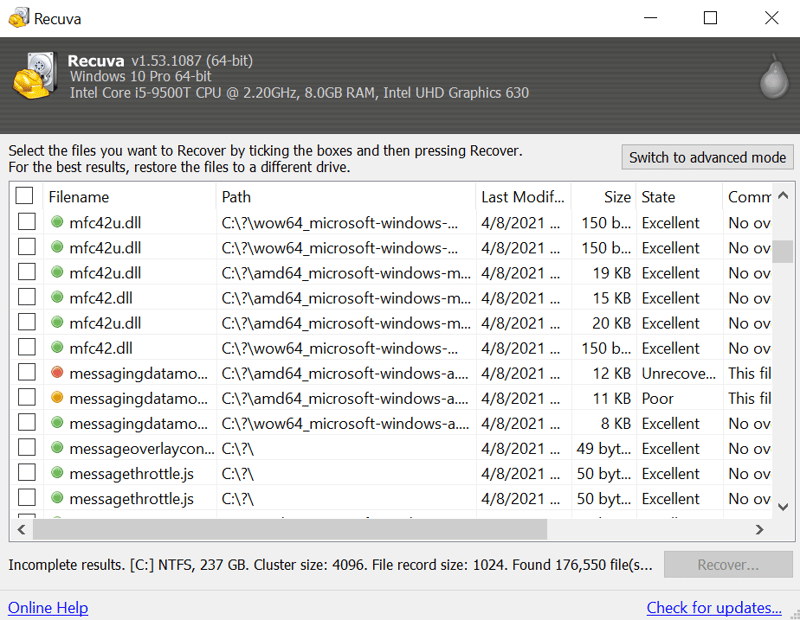 Recuva
Recuva v1.53.1087 (64-bit)
Windows 10 Pro 64-bit
Intel Core i5-9500T CPU @ 2.20GHz, 8.0GB RAM, Intel UHD Graphics 630
Select the files you want to Recover by ticking the boxes and then pressing Recover.
For the best results, restore the files to a different drive.
Switch to advanced mode
Filename Path Last Modif... Size State Comm
mfc42u.dll C:\?\wow64_microsoft-windows-... 4/8/2021 ... 150 b... Excellent No ov
mfc42u.dll C:\?\wow64_microsoft-windows-... 4/8/2021 ... 150 b... Excellent No ov
mfc42u.dll C:\?\amd64_microsoft-windows-m... 4/8/2021 ... 19 KB Excellent No ov
mfc42.dll C:\?\amd64_microsoft-windows-m... 4/8/2021 ... 15 KB Excellent No ov
mfc42u.dll C:\?\amd64_microsoft-windows-m... 4/8/2021 ... 20 KB Excellent No ov
mfc42.dll C:\?\wow64_microsoft-windows-... 4/8/2021 ... 150 b... Excellent No ov
messagingdatamo... C:\?\amd64_microsoft-windows-a.... 4/8/2021 ... 12 KB Unrecove... This fil
messagingdatamo... C:\?\amd64_microsoft-windows-a.... 4/8/2021 ... 11 KB Poor This fil
messagingdatamo... C:\?\wow64_microsoft-windows-a.... 4/8/2021 ... 8 KB Excellent No ov
messageoverlaycon... C:\?\ 4/8/2021 ... 49 byt... Excellent No ov
messagethrottle.js C:\?\ 4/8/2021 ... 50 byt... Excellent No ov
messagethrottle.js C:\?\ 4/8/2021 ... 50 byt... Excellent No ov
Incomplete results. [C:] NTFS, 237 GB. Cluster size: 4096. File record size: 1024. Found 176,550 file(s...
Recover...
Online Help
Check for updates...